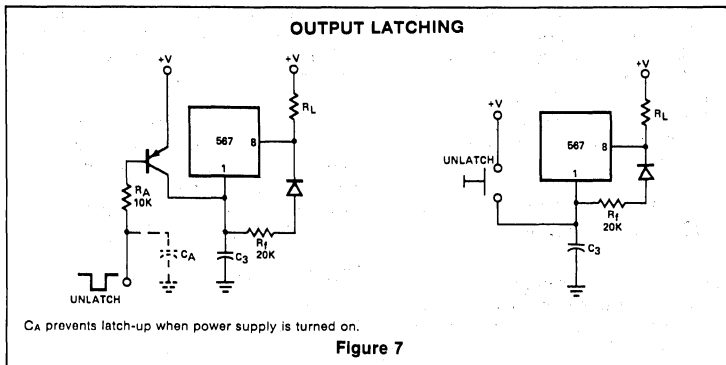 OUTPUT LATCHING
+V
+V
RL
567
8
1
RA
10K
CA
C3
Rf
20K
UNLATCH
+V
+V
RL
567
8
1
UNLATCH
Rf
20K
C3
CA prevents latch-up when power supply is turned on.
Figure 7